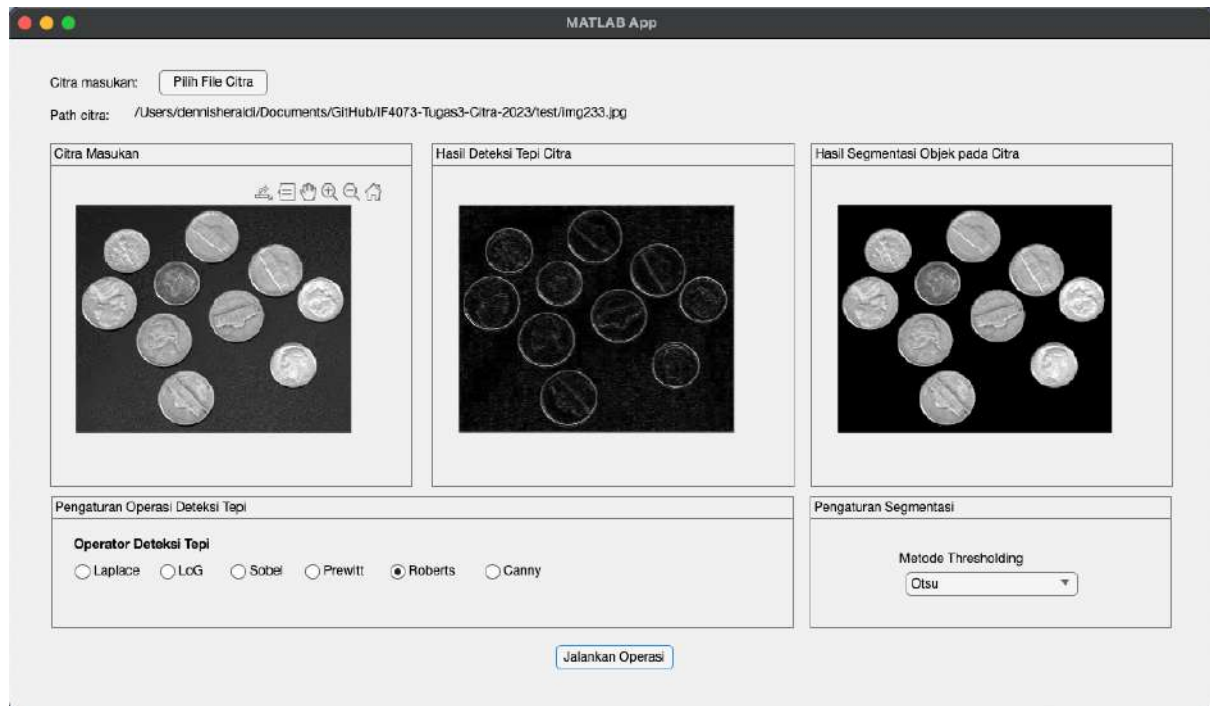 MATLAB App
Citra masukan: Pilih File Citra
Path citra: /Users/dennisheraldi/Documents/GitHub/IF4073-Tugas3-Citra-2023/test/img233.jpg
Citra Masukan
Hasil Deteksi Tepi Citra
Hasil Segmentasi Objek pada Citra
Pengaturan Operasi Deteksi Tepi
Pengaturan Segmentasi
Operator Deteksi Tepi
Laplace LoG Sobel Prewitt Roberts Canny
Metode Thresholding
Otsu
Jalankan Operasi